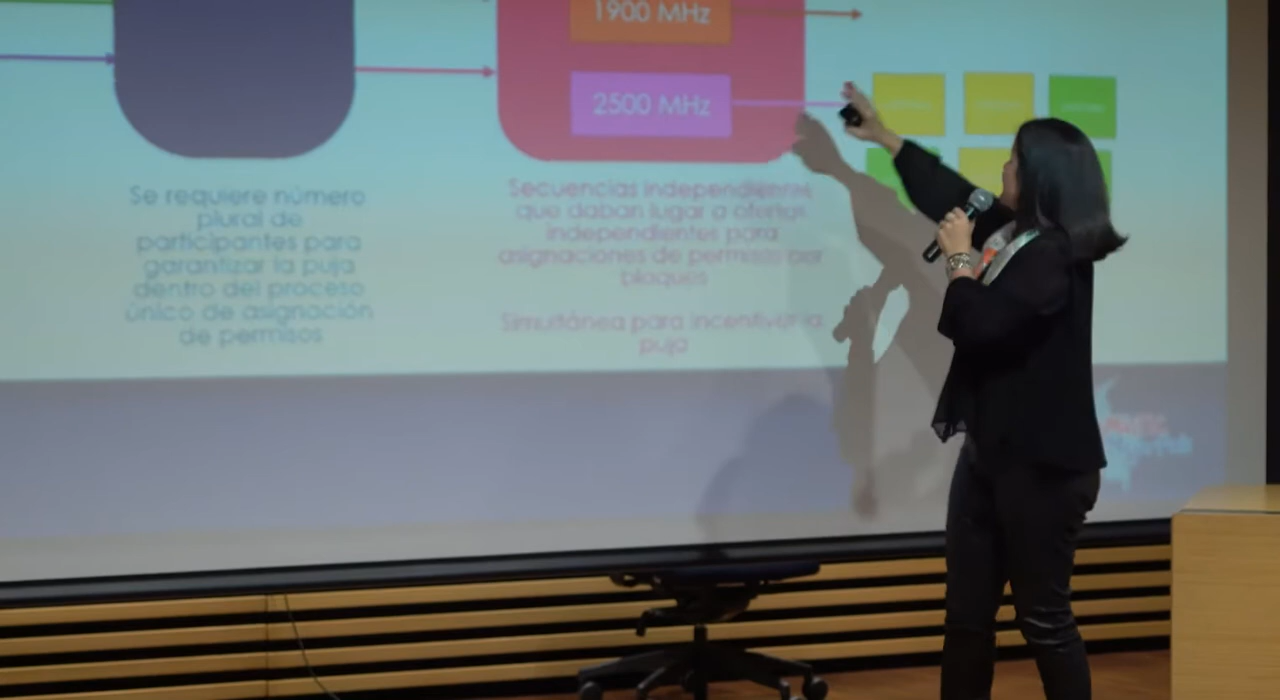 1900 MHz
2500 MHz
Se requiere número
plural de
participantes para
garantizar la puja
dentro del proceso
único de asignación
de permisos
Secuencias independientes
que daban lugar a ofertas
independientes para
asignaciones de permisos por
bloques
Simultánea para incentivar la
puja